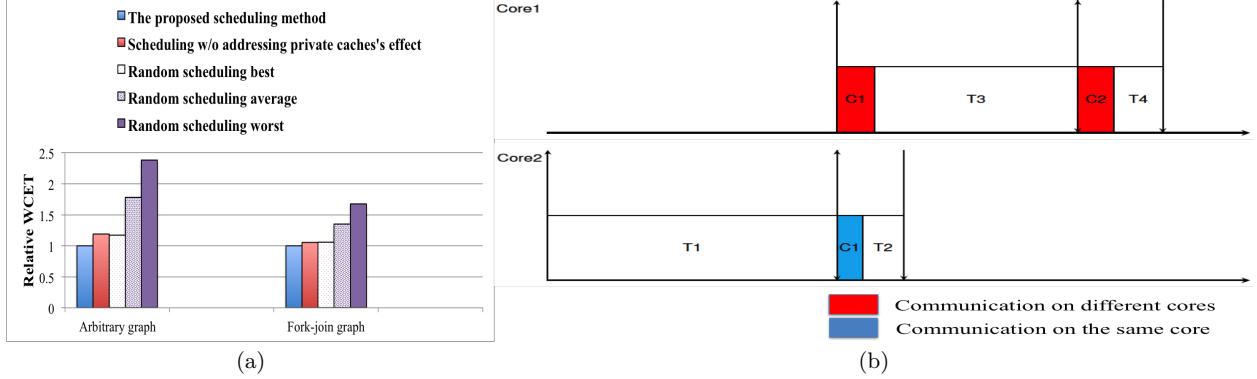 The proposed scheduling method
Scheduling w/o addressing private caches's effect
Random scheduling best
Random scheduling average
Random scheduling worst
Relative WCET
2.5
2
1.5
1
0.5
0
Arbitrary graph
Fork-join graph
(a)
Core1
C1
T3
C2
T4
Core2
T1
C1
T2
Communication on different cores
Communication on the same core
(b)